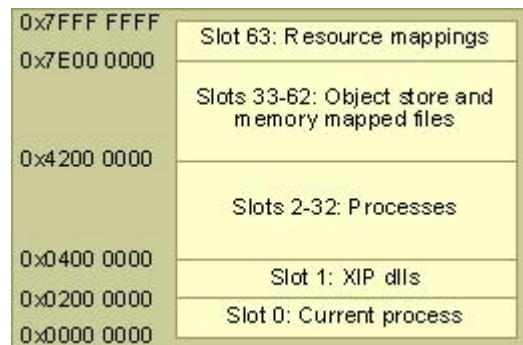 0x7FFF FFFF
Slot 63: Resource mappings
0x7E00 0000
Slots 33-62: Object store and
memory mapped files
0x4200 0000
Slots 2-32: Processes
0x0400 0000
Slot 1: XIP dlls
0x0200 0000
Slot 0: Current process
0x0000 0000